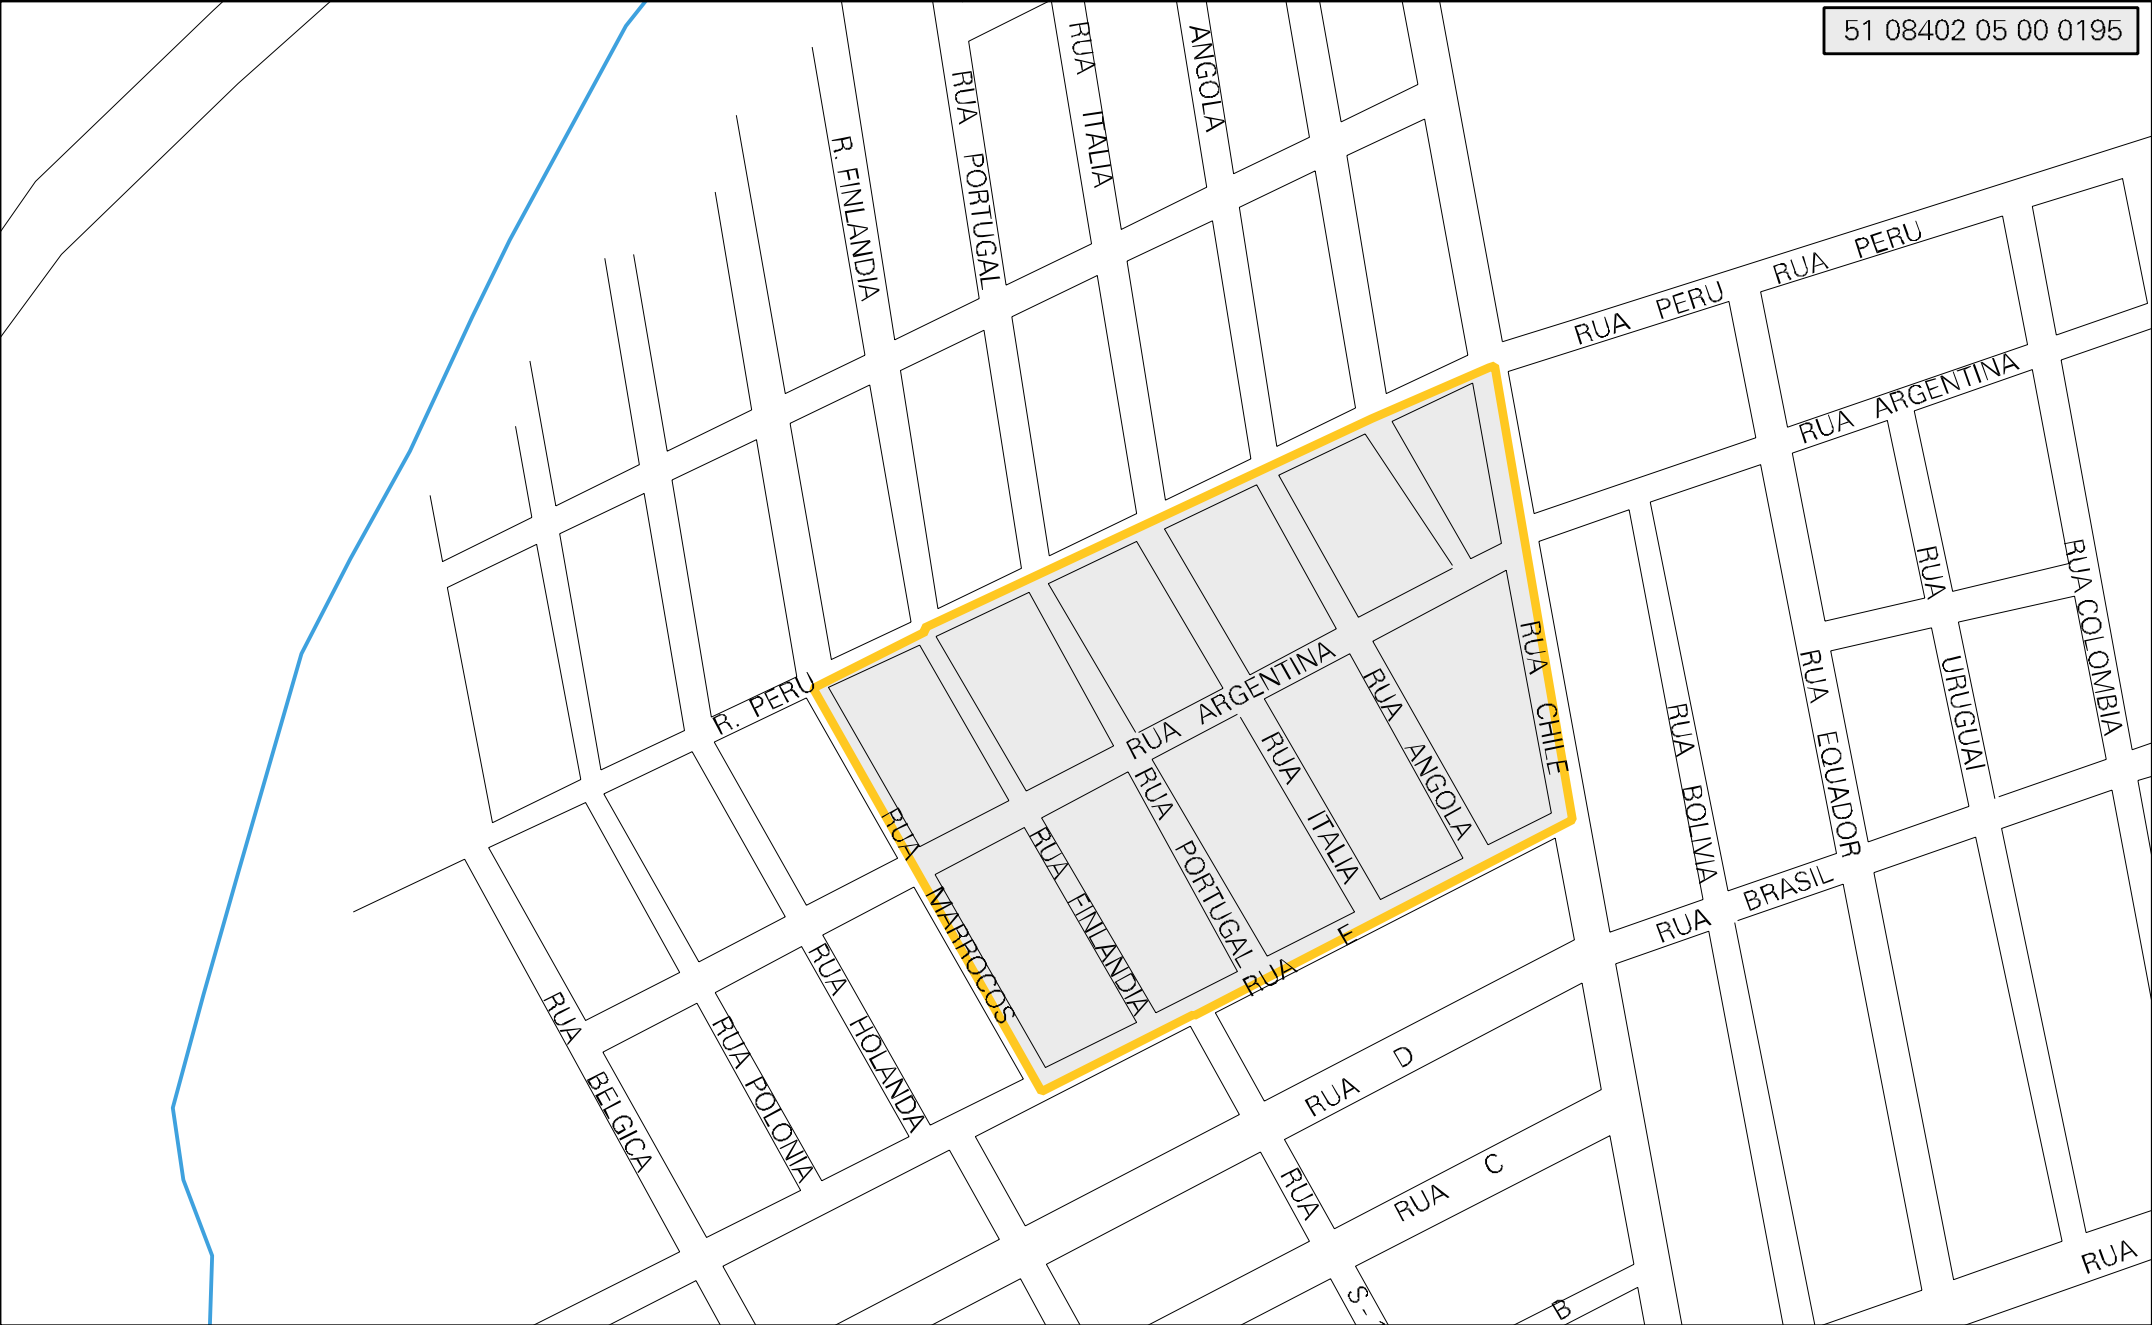 51 08402 05 00 0195
RUA ITALIA
ANGOLA
RUA PORTUGAL
R. FINLANDIA
RUA PERU
RUA PERU
RUA ARGENTINA
RUA COLOMBIA
RUA URUGUAI
RUA EQUADOR
RUA BOLIVIA
RUA CHILE
RUA ARGENTINA
RUA ANGOLA
R. PERU
RUA ITALIA
RUA PORTUGAL
RUA FINLANDIA
RUA MARROCOS
RUA BRASIL
RUA E
RUA HOLANDA
RUA POLONIA
RUA BELGICA
RUA D
RUA C
RUA S -
B
RUA